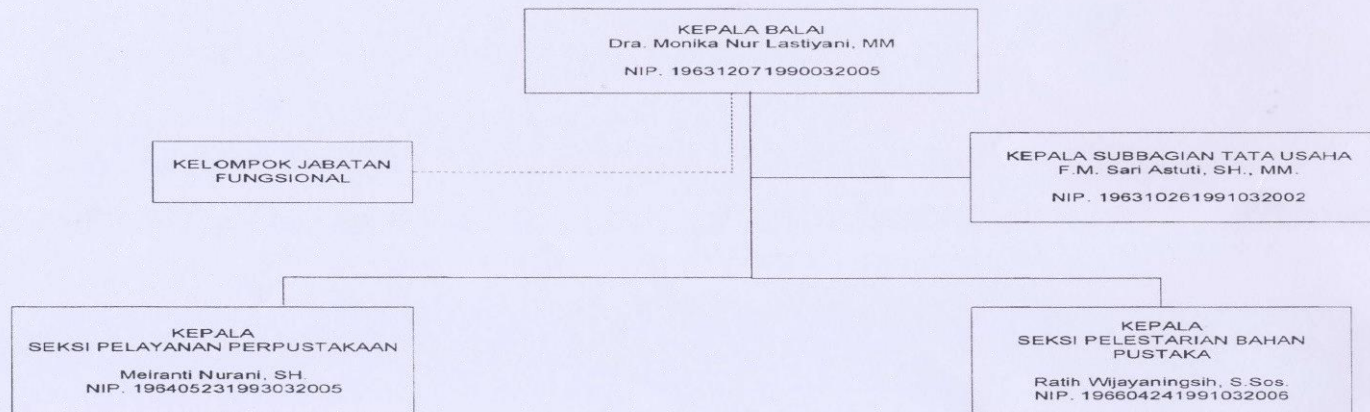 KEPALA BALAI
Dra. Monika Nur Lastiyani, MM
NIP. 196312071990032005
KELOMPOK JABATAN
FUNGSIONAL
KEPALA SUBBAGIAN TATA USAHA
F.M. Sari Astuti, SH., MM.
NIP. 196310261991032002
KEPALA
SEKSI PELAYANAN PERPUSTAKAAN
Meiranti Nurani, SH.
NIP. 196405231993032005
KEPALA
SEKSI PELESTARIAN BAHAN
PUSTAKA
Ratih Wijayaningsih, S.Sos.
NIP. 196604241991032006